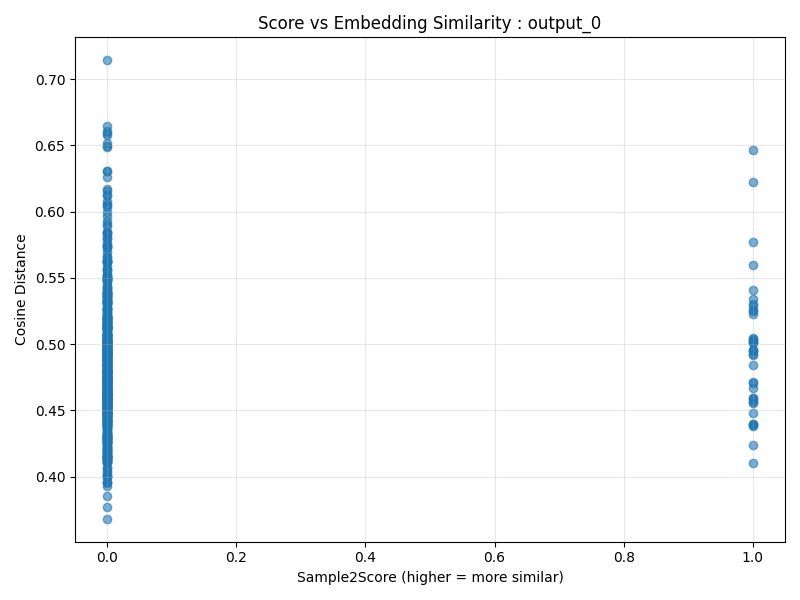 Score vs Embedding Similarity : output_0
Cosine Distance
0.70
0.65
0.60
0.55
0.50
0.45
0.40
0.0 0.2 0.4 0.6 0.8 1.0
Sample2Score (higher = more similar)